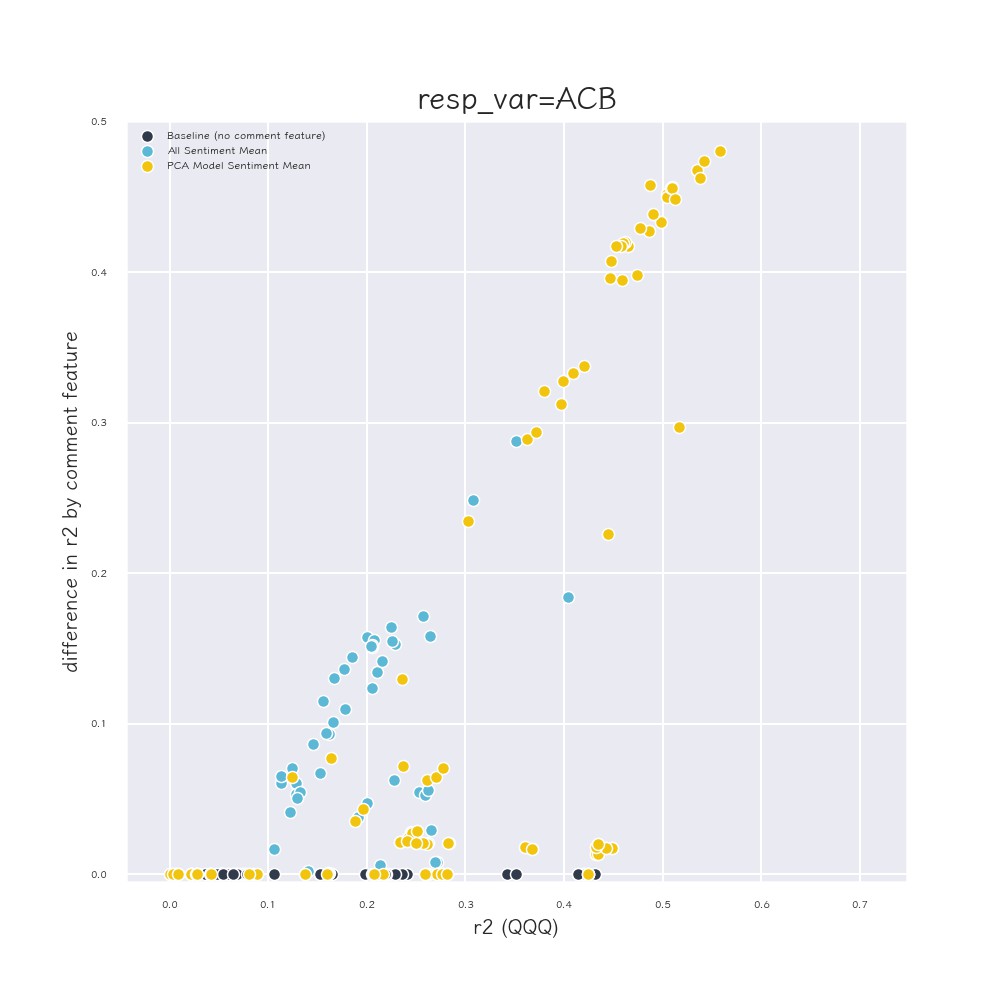 resp_var=ACB
Baseline (no comment feature)
All Sentiment Mean
PCA Model Sentiment Mean
difference in r2 by comment feature
0.5
0.4
0.3
0.2
0.1
0.0
0.0 0.1 0.2 0.3 0.4 0.5 0.6 0.7
r2 (QQQ)